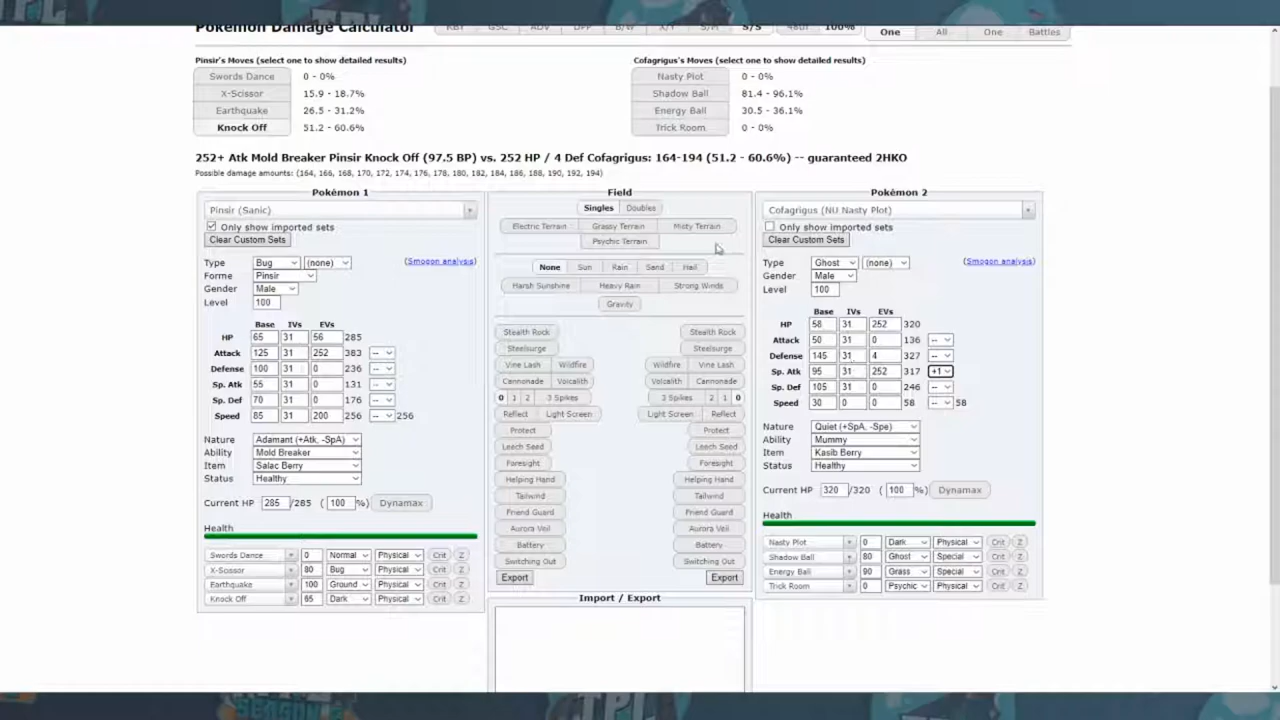 Pokémon Damage Calculator RBY GSC ADV DPP B/W X/Y S/M S/S 48BP 100% One All One Battles
Pinsir's Moves (select one to show detailed results) Cofagrigus's Moves (select one to show detailed results)
Swords Dance 0 - 0% Nasty Plot 0 - 0%
X-Scissor 15.9 - 18.7% Shadow Ball 81.4 - 96.1%
Earthquake 26.5 - 31.2% Energy Ball 30.5 - 36.1%
Knock Off 51.2 - 60.6% Trick Room 0 - 0%
252+ Atk Mold Breaker Pinsir Knock Off (97.5 BP) vs. 252 HP / 4 Def Cofagrigus: 164-194 (51.2 - 60.6%) -- guaranteed 2HKO
Possible damage amounts: (164, 166, 168, 170, 172, 174, 176, 178, 180, 182, 184, 186, 188, 190, 192, 194)
Pokémon 1
Pinsir (Sanic)
Only show imported sets
Clear Custom Sets
Type Bug (none) (Smogon analysis)
Forme Pinsir
Gender Male
Level 100
Base IVs EVs
HP 65 31 56 285
Attack 125 31 252 383 --
Defense 100 31 0 236 --
Sp. Atk 55 31 0 131 --
Sp. Def 70 31 0 176 --
Speed 85 31 200 256 -- 256
Nature Adamant (+Atk, -SpA)
Ability Mold Breaker
Item Salac Berry
Status Healthy
Current HP 285 /285 ( 100 %) Dynamax
Health
Swords Dance 0 Normal Physical Crit Z
X-Scissor 80 Bug Physical Crit Z
Earthquake 100 Ground Physical Crit Z
Knock Off 65 Dark Physical Crit Z
Field
Singles Doubles
Electric Terrain Grassy Terrain Misty Terrain
Psychic Terrain
None Sun Rain Sand Hail
Harsh Sunshine Heavy Rain Strong Winds
Gravity
Stealth Rock Stealth Rock
Steelsurge Steelsurge
Vine Lash Wildfire Wildfire Vine Lash
Cannonade Volcalith Volcalith Cannonade
0 1 2 3 Spikes 3 Spikes 2 1 0
Reflect Light Screen Light Screen Reflect
Protect Protect
Leech Seed Leech Seed
Foresight Foresight
Helping Hand Helping Hand
Tailwind Tailwind
Friend Guard Friend Guard
Aurora Veil Aurora Veil
Battery Battery
Switching Out Switching Out
Export Export
Import / Export
Pokémon 2
Cofagrigus (NU Nasty Plot)
Only show imported sets
Clear Custom Sets
Type Ghost (none) (Smogon analysis)
Gender Male
Level 100
Base IVs EVs
HP 58 31 252 320
Attack 50 31 0 136 --
Defense 145 31 4 327 --
Sp. Atk 95 31 252 317 +1
Sp. Def 105 31 0 246 --
Speed 30 0 0 58 -- 58
Nature Quiet (+SpA, -Spe)
Ability Mummy
Item Kasib Berry
Status Healthy
Current HP 320 /320 ( 100 %) Dynamax
Health
Nasty Plot 0 Dark Physical Crit Z
Shadow Ball 80 Ghost Special Crit Z
Energy Ball 90 Grass Special Crit Z
Trick Room 0 Psychic Physical Crit Z
TPL